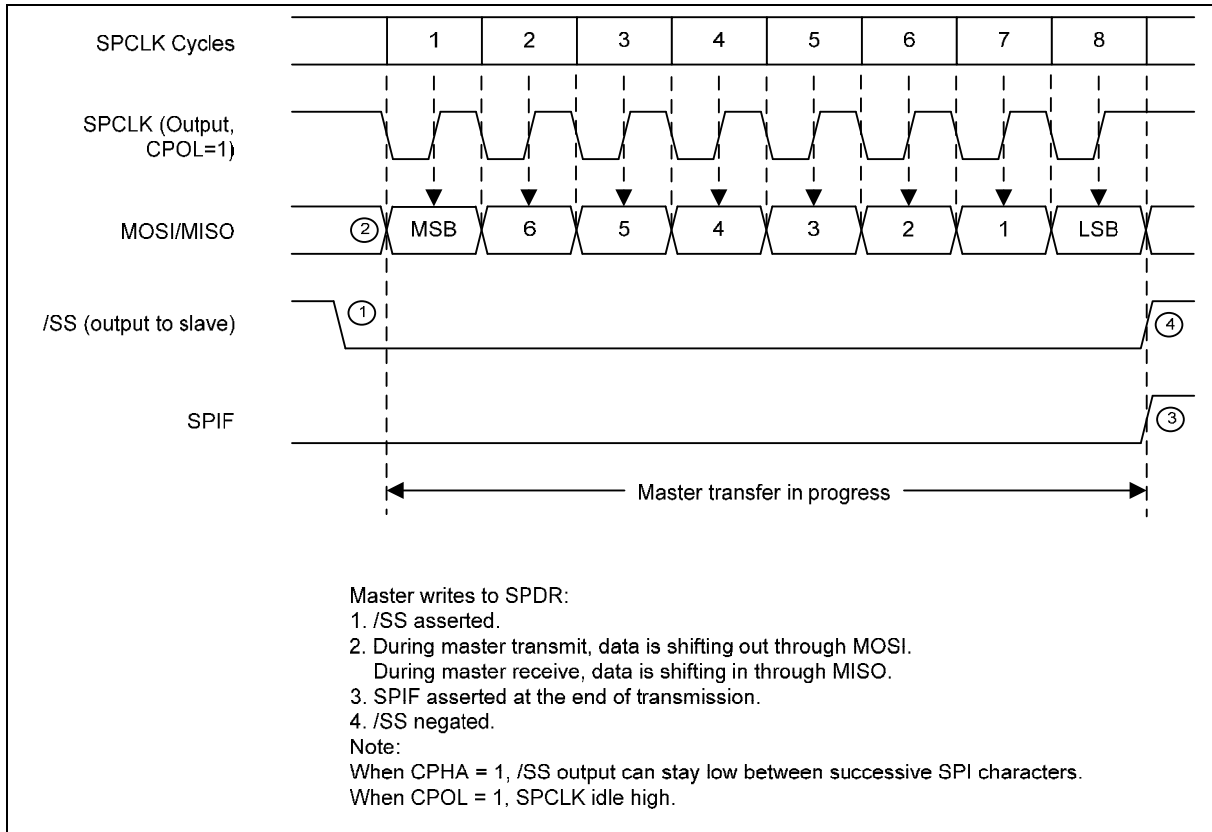 SPCLK Cycles
1 2 3 4 5 6 7 8
SPCLK (Output,
CPOL=1)
MOSI/MISO
2 MSB 6 5 4 3 2 1 LSB
/SS (output to slave)
1
4
SPIF
3
Master transfer in progress
Master writes to SPDR:
1. /SS asserted.
2. During master transmit, data is shifting out through MOSI.
During master receive, data is shifting in through MISO.
3. SPIF asserted at the end of transmission.
4. /SS negated.
Note:
When CPHA = 1, /SS output can stay low between successive SPI characters.
When CPOL = 1, SPCLK idle high.